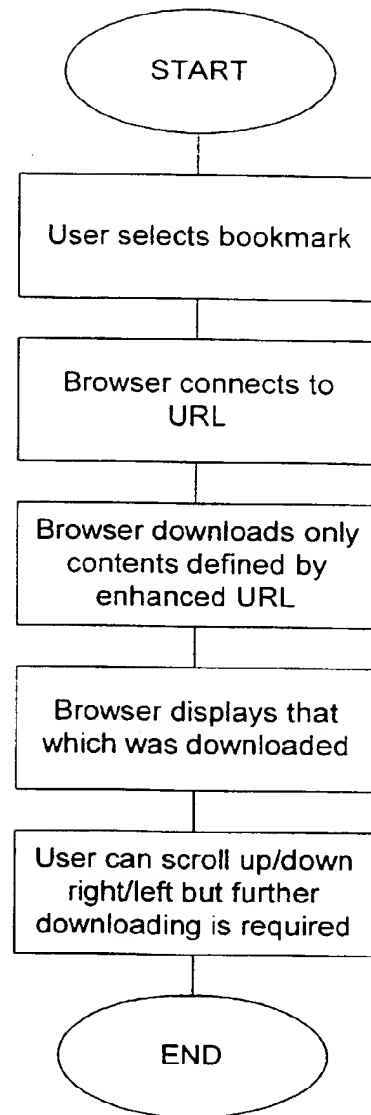 START
User selects bookmark
Browser connects to
URL
Browser downloads only
contents defined by
enhanced URL
Browser displays that
which was downloaded
User can scroll up/down
right/left but further
downloading is required
END